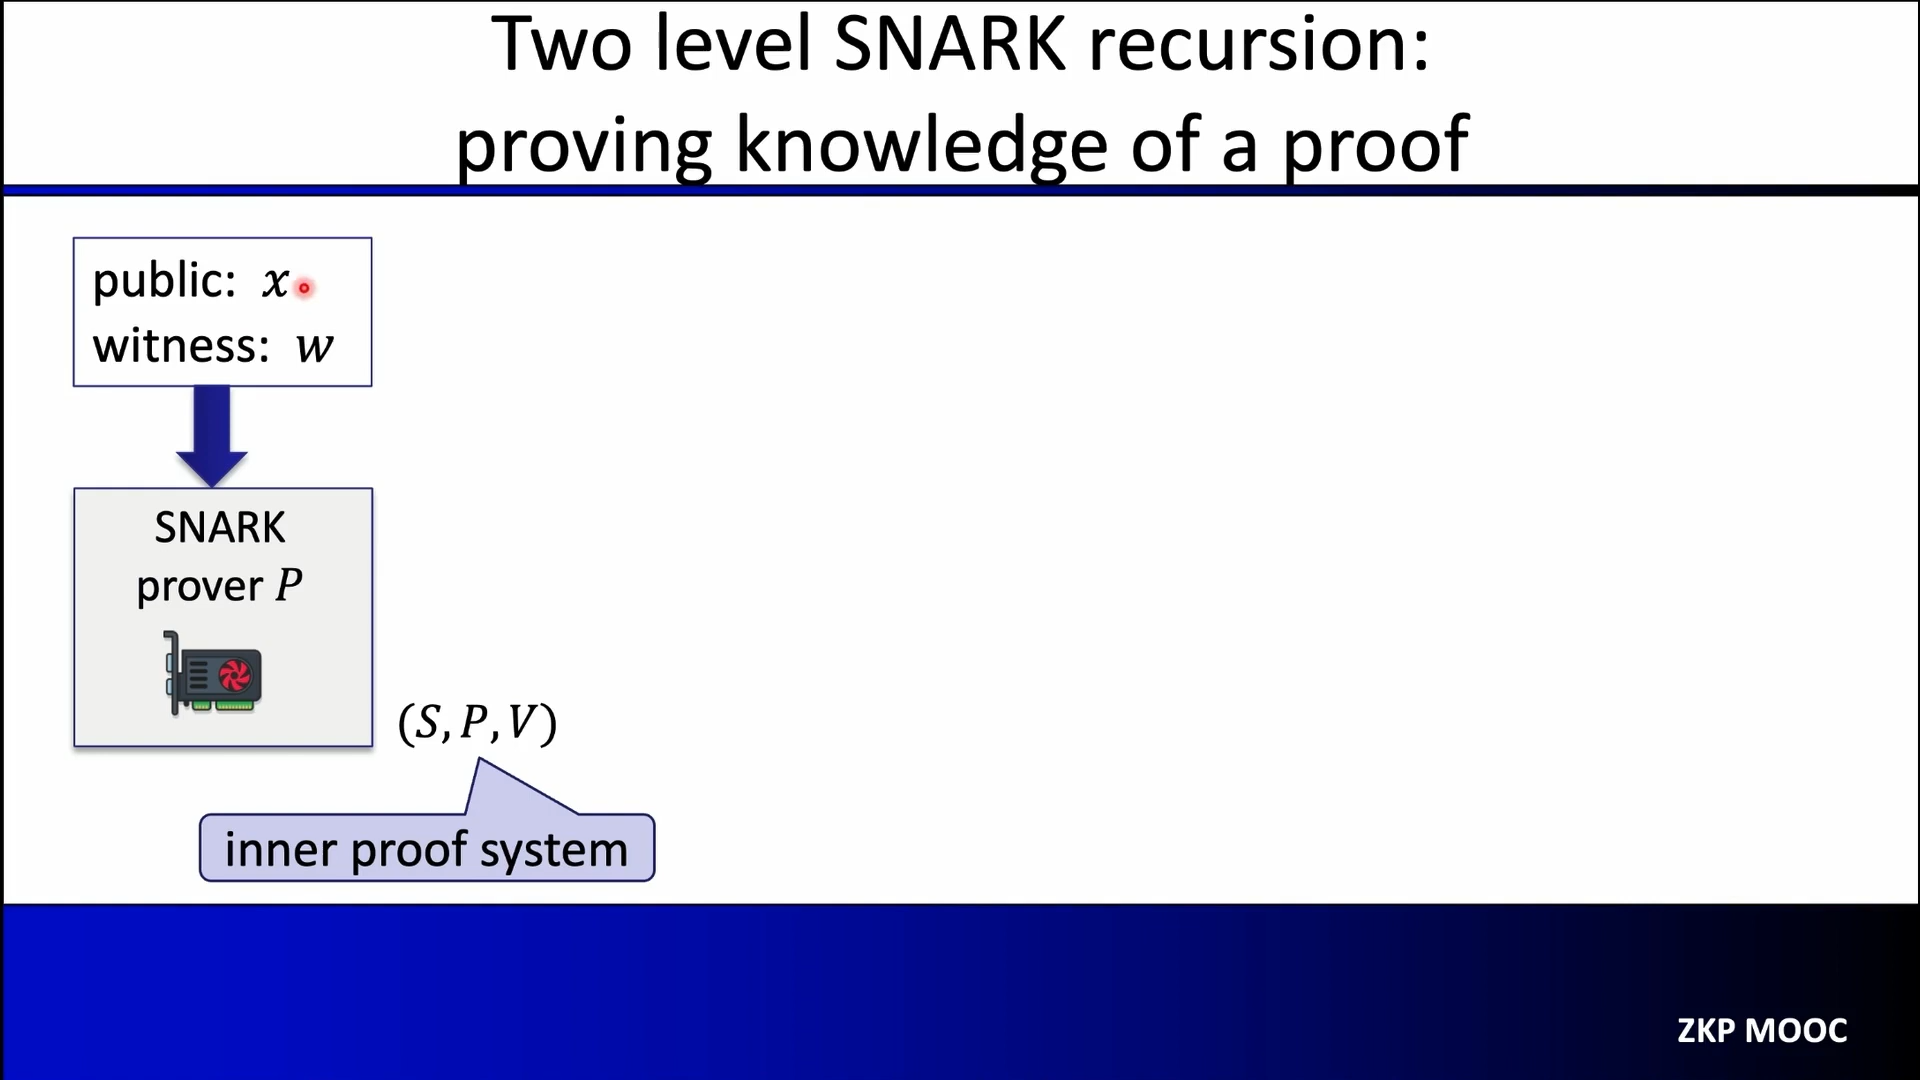 Two level SNARK recursion:
proving knowledge of a proof
public: x
witness: w
SNARK
prover P
(S, P, V)
inner proof system
ZKP MOOC